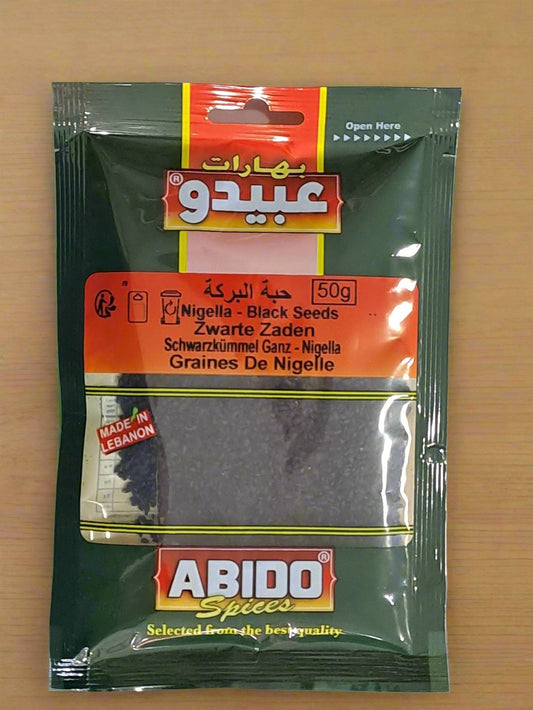 Open Here
بهارات
عبيدو ®
حبة البركة 50g
Nigella - Black Seeds
Zwarte Zaden
Schwarzkümmel Ganz - Nigella
Graines De Nigelle
MADE IN
LEBANON
ABIDO ®
Spices
Selected from the best quality